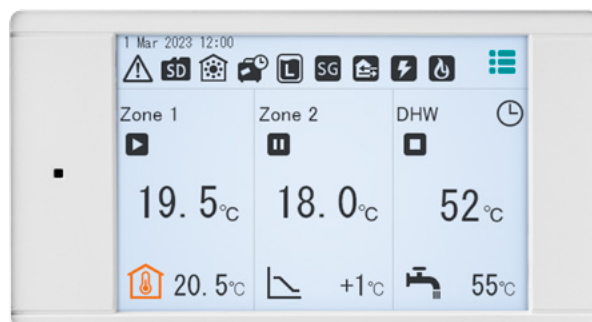 1 Mar 2023 12:00
SD L SG
Zone 1 Zone 2 DHW
19.5℃ 18.0℃ 52℃
20.5℃ +1℃ 55℃